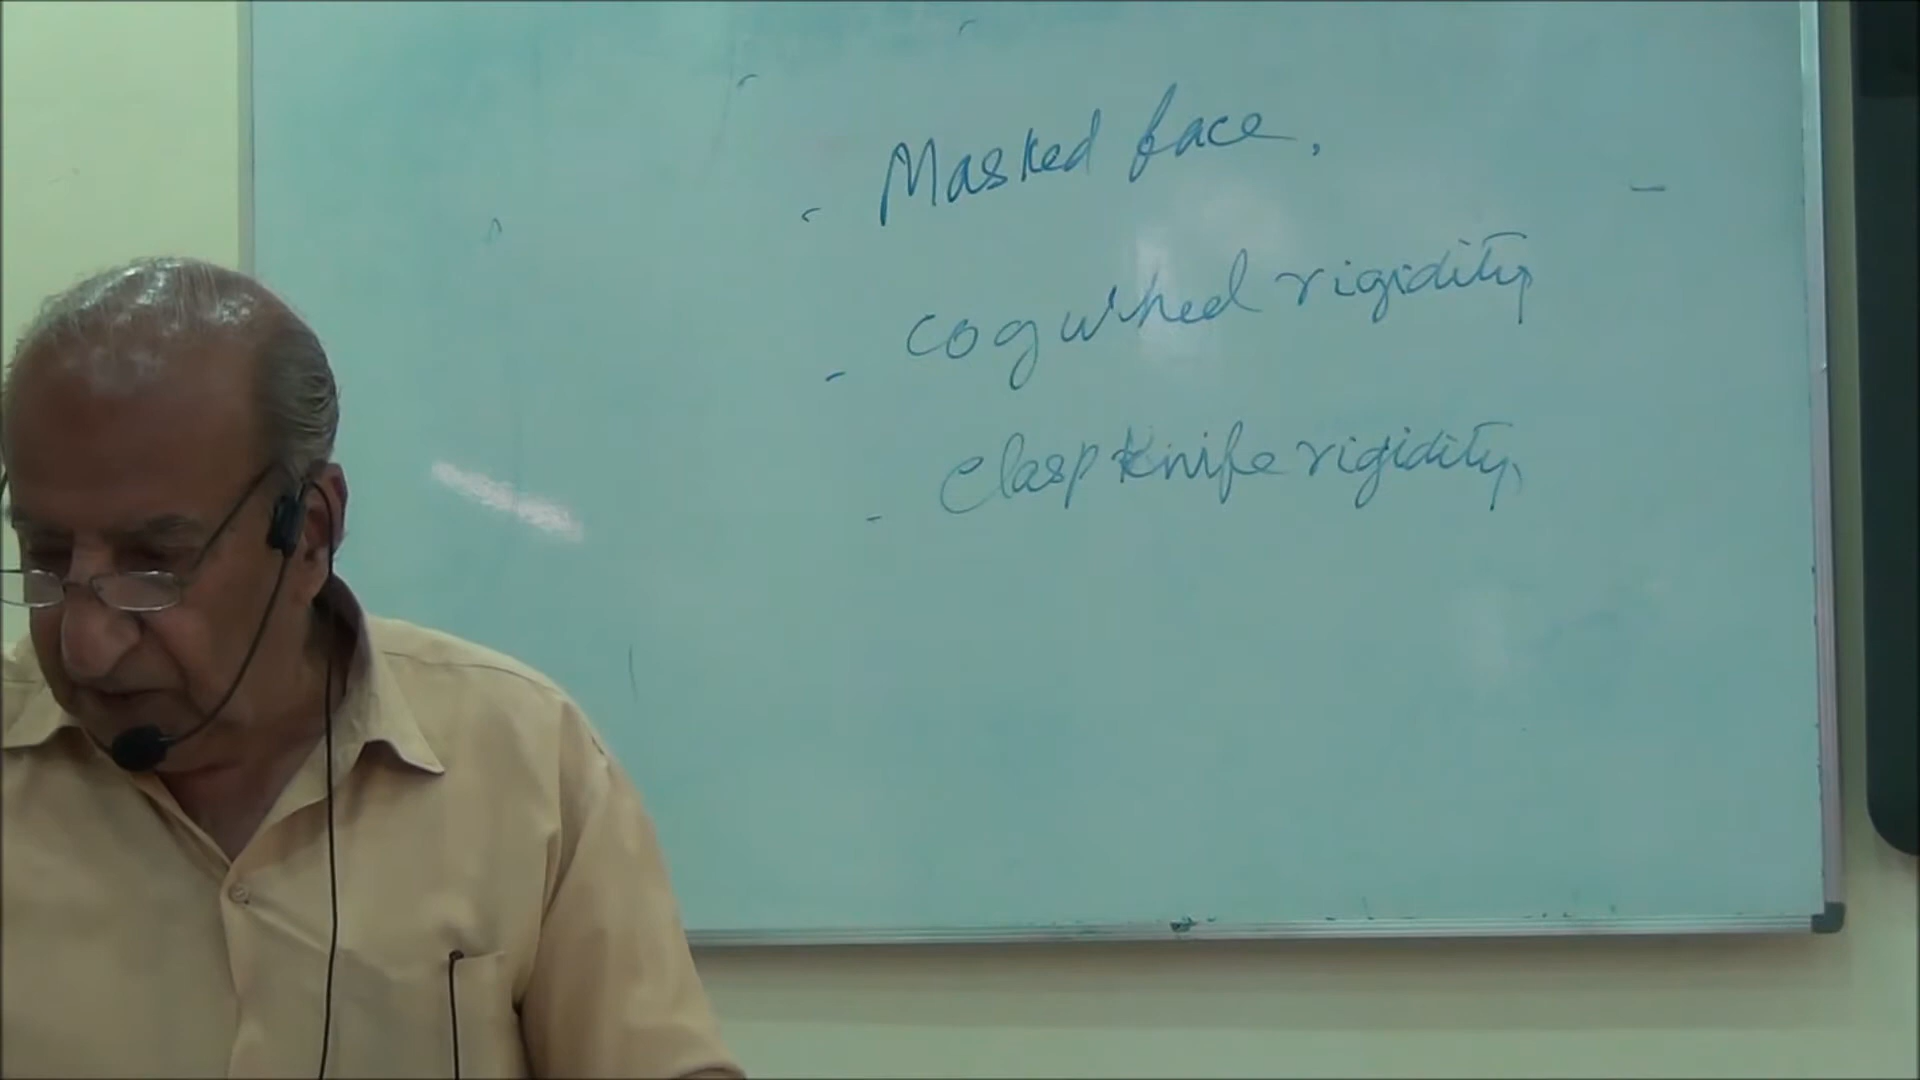 - Masked face,
- Cogwheel rigidity
- Clasp Knife rigidity,